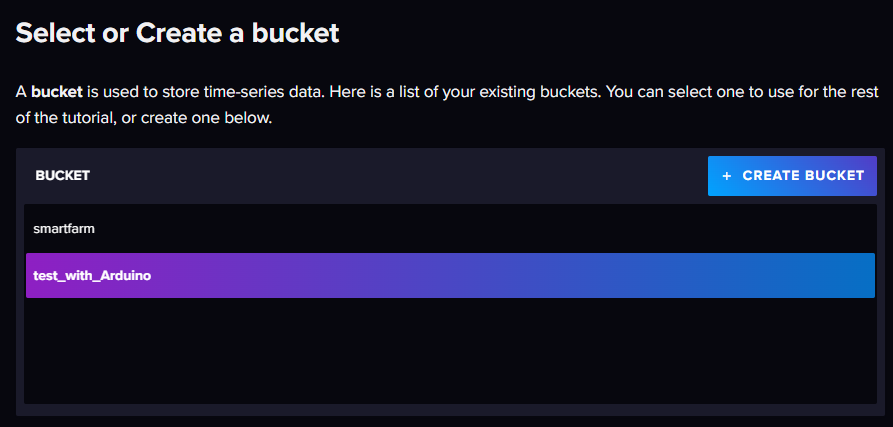 Select or Create a bucket
A bucket is used to store time-series data. Here is a list of your existing buckets. You can select one to use for the rest
of the tutorial, or create one below.
BUCKET
+ CREATE BUCKET
smartfarm
test_with_Arduino